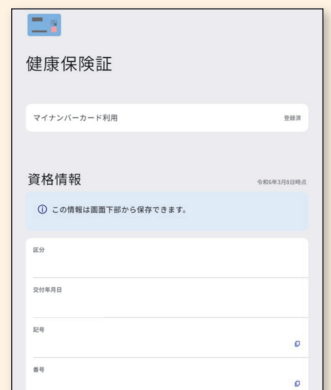 健康保険証
マイナンバーカード利用
登録済
資格情報
令和6年3月8日時点
この情報は画面下部から保存できます。
区分
交付年月日
記号
番号